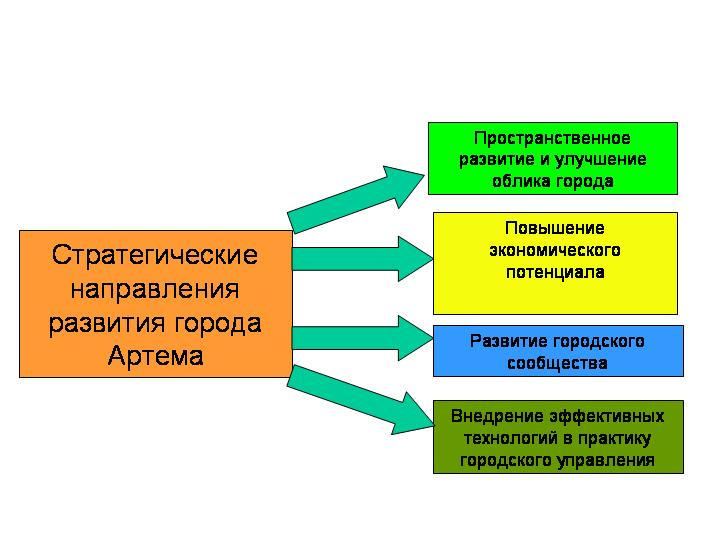 Стратегические
направления
развития города
Артема
Пространственное
развитие и улучшение
облика города
Повышение
экономического
потенциала
Развитие городского
сообщества
Внедрение эффективных
технологий в практику
городского управления